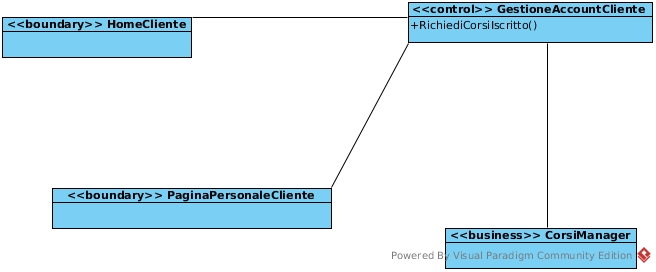 <<boundary>> HomeCliente
<<control>> GestioneAccountCliente
+RichiediCorsiIscritto()
<<boundary>> PaginaPersonaleCliente
<<business>> CorsiManager
Powered By Visual Paradigm Community Edition